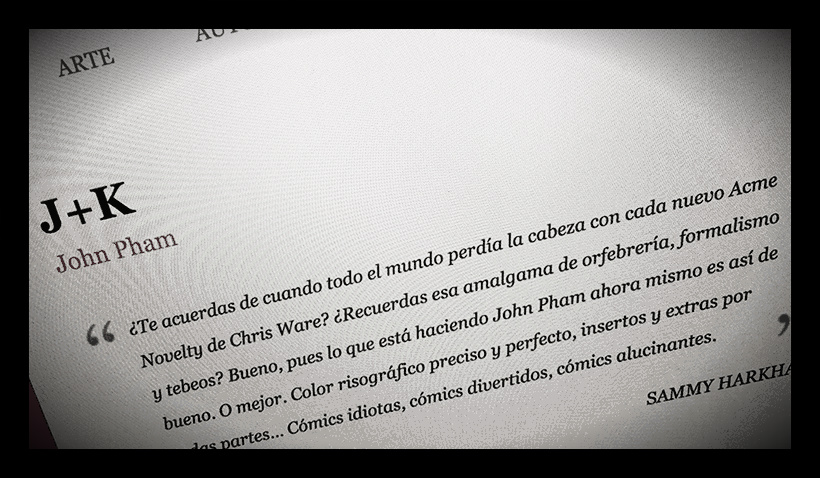 ARTE
J+K
John Pham
“ ¿Te acuerdas de cuando todo el mundo perdía la cabeza con cada nuevo Acme
Novelty de Chris Ware? ¿Recuerdas esa amalgama de orfebrería, formalismo
y tebeos? Bueno, pues lo que está haciendo John Pham ahora mismo es así de
bueno. O mejor. Color risográfico preciso y perfecto, insertos y extras por ”
partes... Cómics idiotas, cómics divertidos, cómics alucinantes.
SAMMY